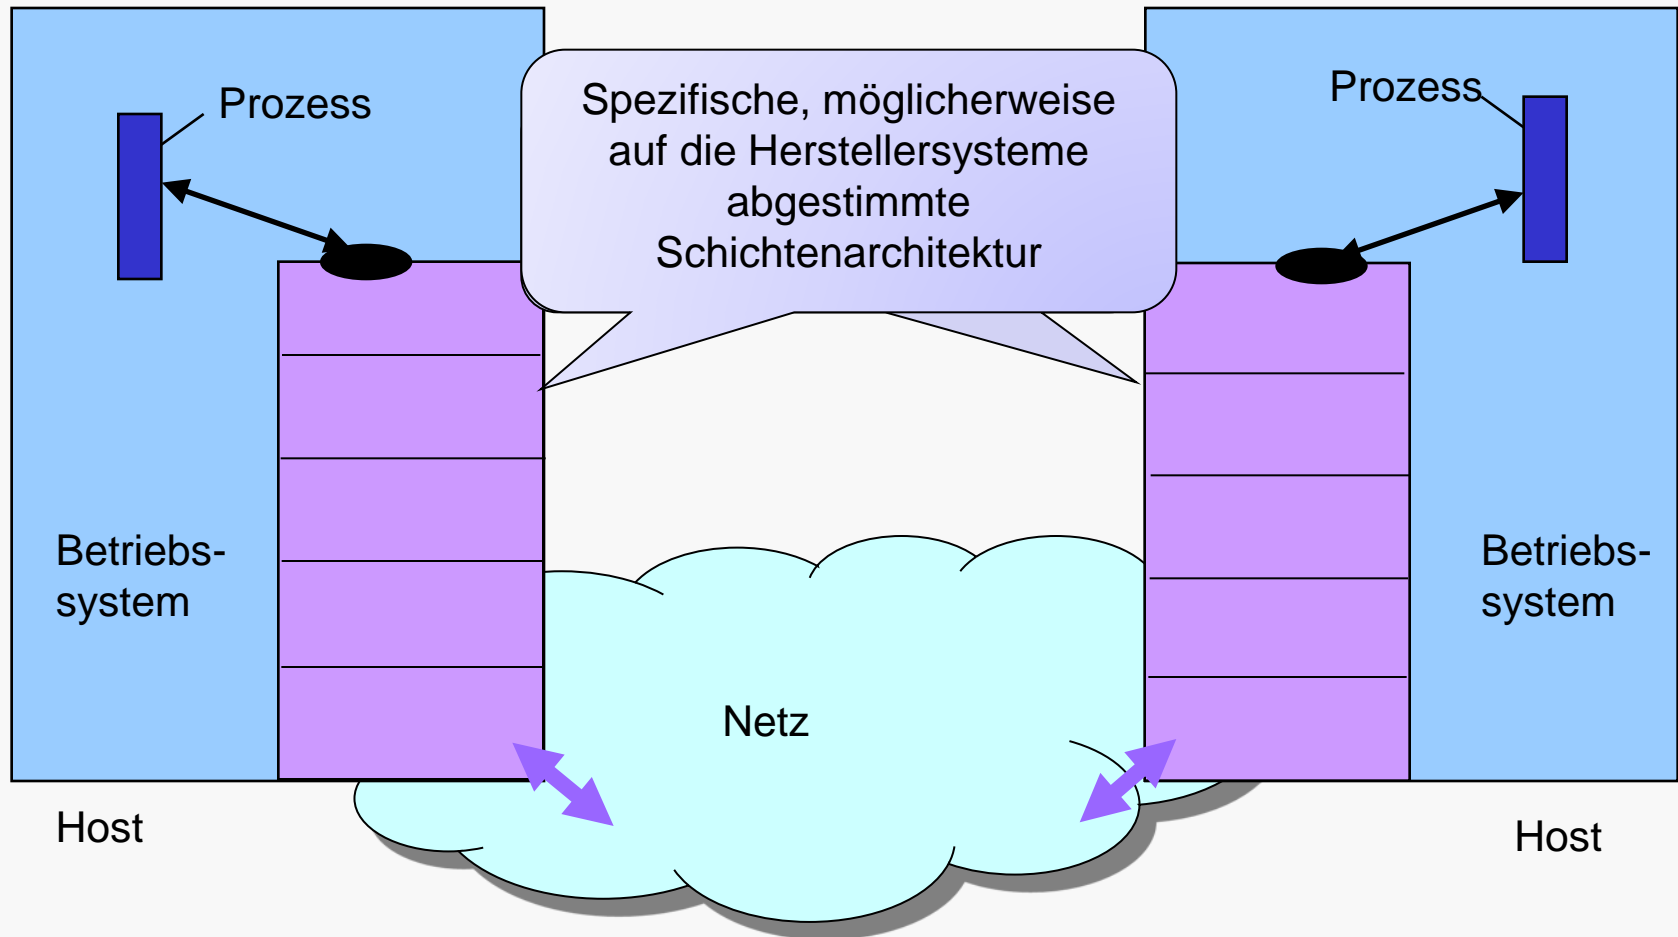 Prozess
Spezifische, möglicherweise
auf die Herstellersysteme
abgestimmte
Schichtenarchitektur
Prozess
Betriebs-
system
Betriebs-
system
Netz
Host
Host